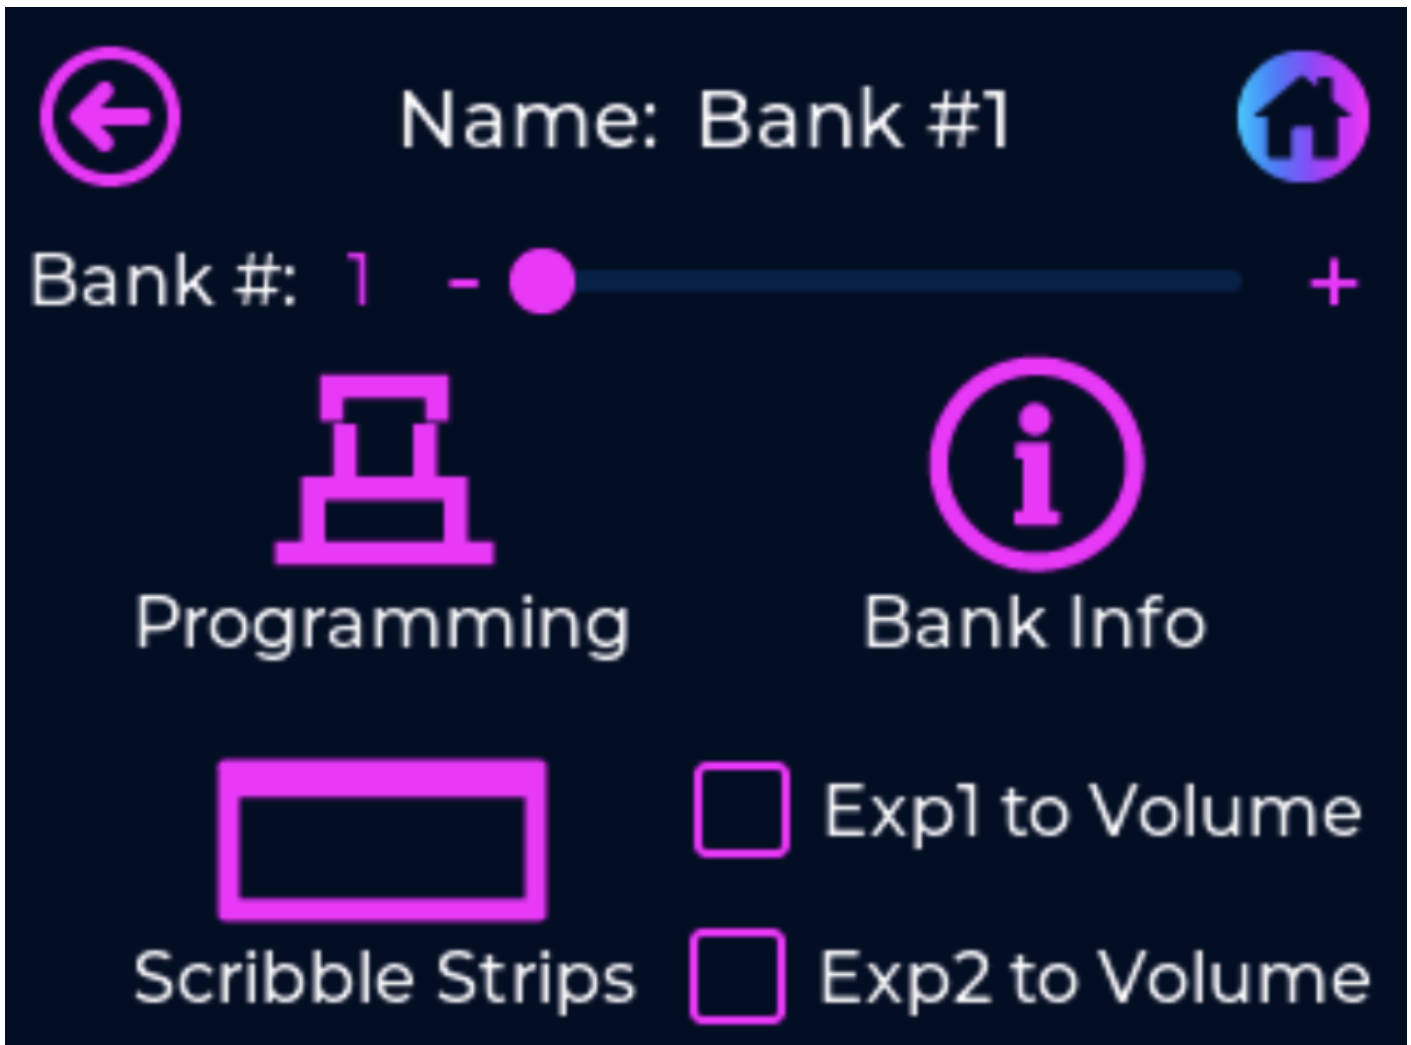 Name: Bank #1
Bank #: 1 - +
Programming
Bank Info
Scribble Strips
Exp1 to Volume
Exp2 to Volume